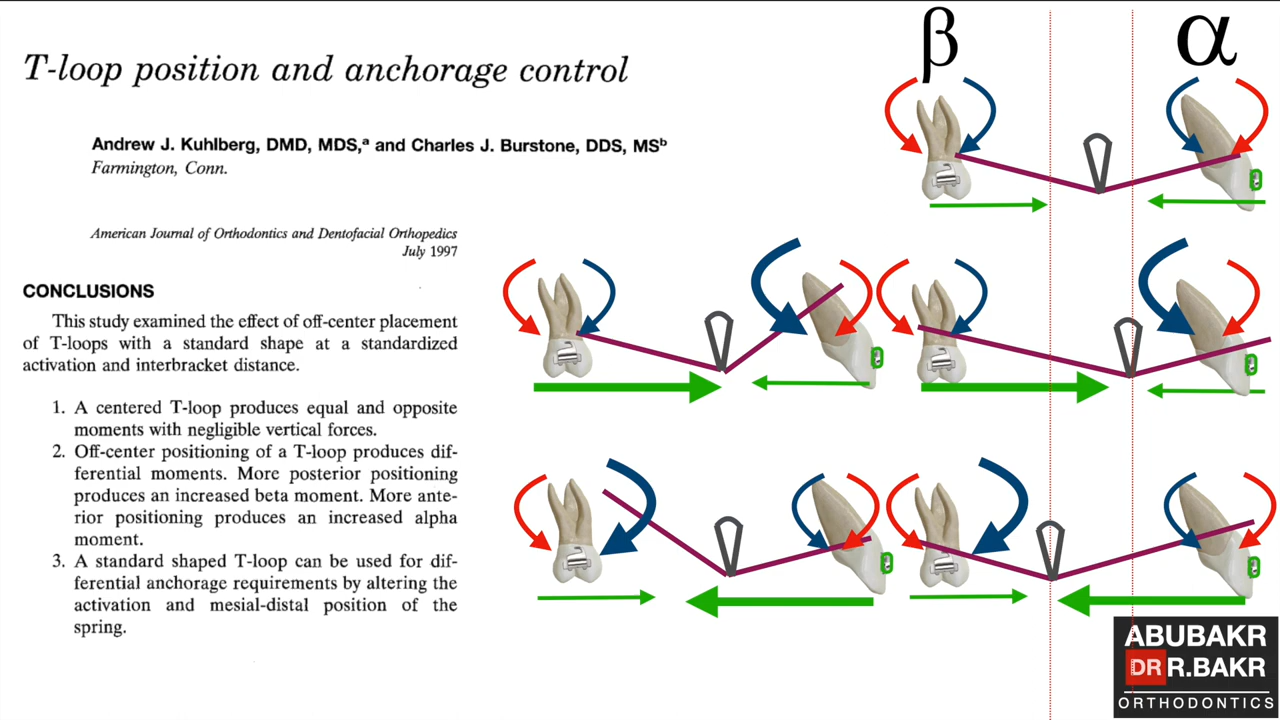 T-loop position and anchorage control
Andrew J. Kuhlberg, DMD, MDS,ᵃ and Charles J. Burstone, DDS, MSᵇ
Farmington, Conn.
American Journal of Orthodontics and Dentofacial Orthopedics
July 1997
CONCLUSIONS
This study examined the effect of off-center placement
of T-loops with a standard shape at a standardized
activation and interbracket distance.
1. A centered T-loop produces equal and opposite
moments with negligible vertical forces.
2. Off-center positioning of a T-loop produces dif-
ferential moments. More posterior positioning
produces an increased beta moment. More ante-
rior positioning produces an increased alpha
moment.
3. A standard shaped T-loop can be used for dif-
ferential anchorage requirements by altering the
activation and mesial-distal position of the
spring.
β
α
ABUBAKR
DR R.BAKR
ORTHODONTICS